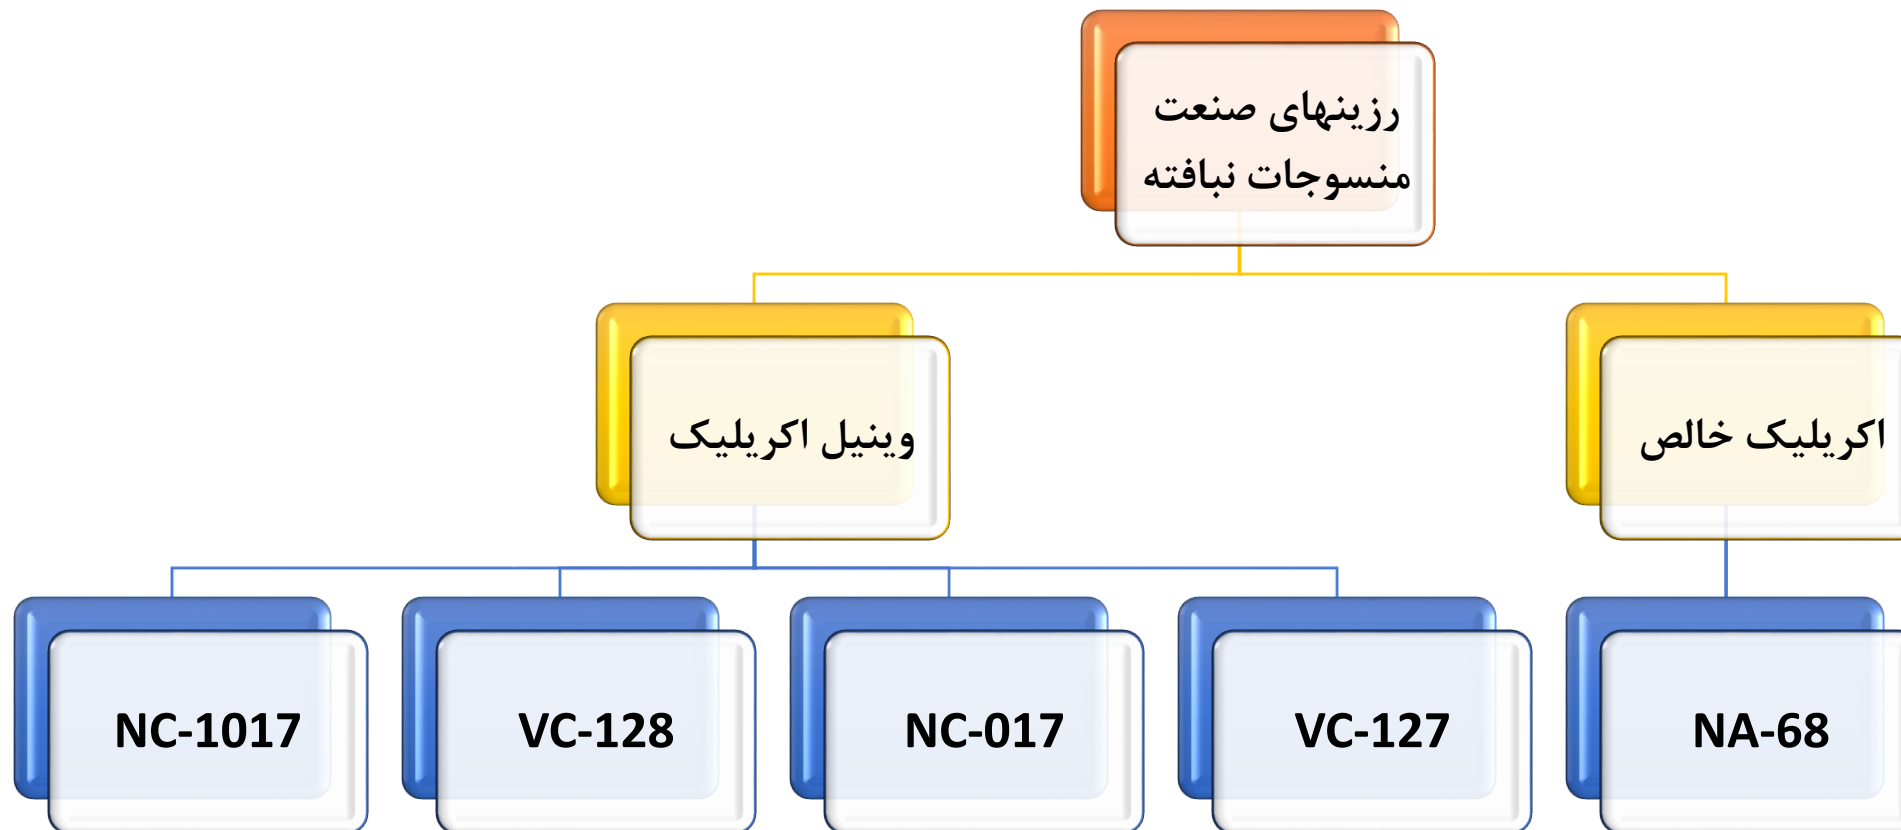 رزینهای صنعت
منسوجات نبافته
اکریلیک خالص
وینیل اکریلیک
NA-68
VC-127
NC-017
VC-128
NC-1017